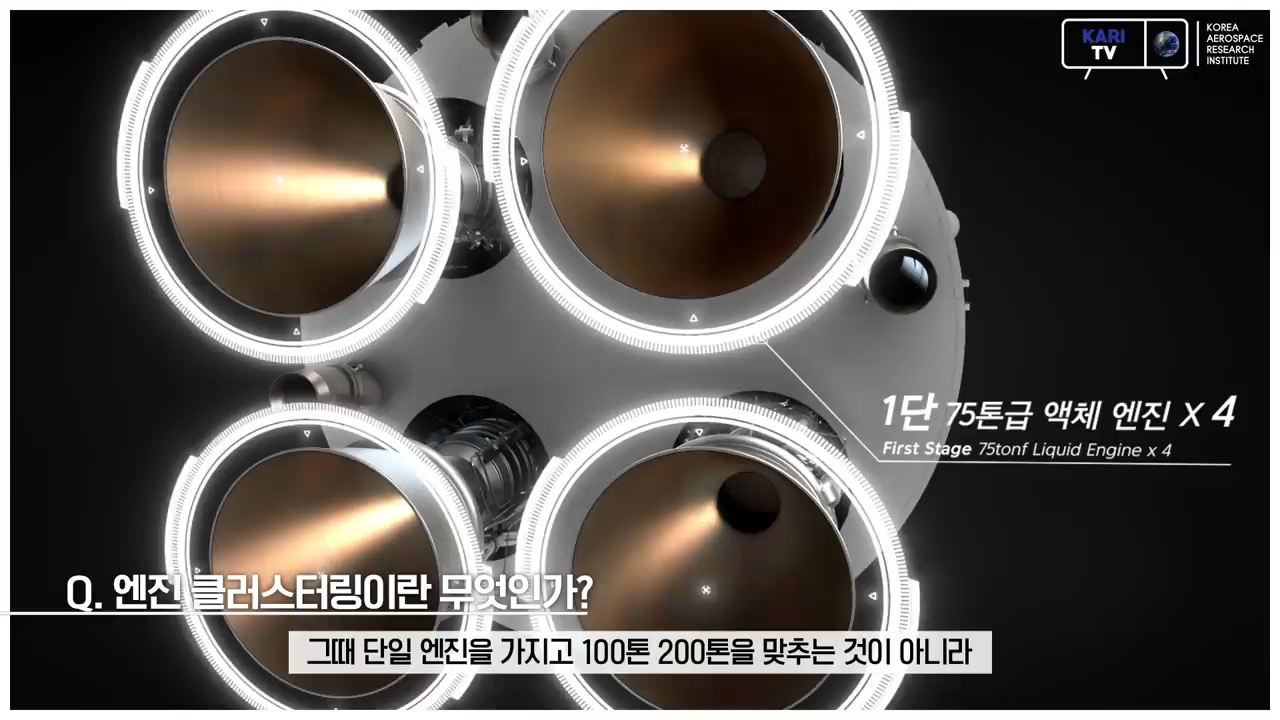 KARI
TV
KOREA
AEROSPACE
RESEARCH
INSTITUTE
1단 75톤급 액체 엔진 X 4
First Stage 75tonf Liquid Engine x 4
Q. 엔진 클러스터링이란 무엇인가?
그때 단일 엔진을 가지고 100톤 200톤을 맞추는 것이 아니라